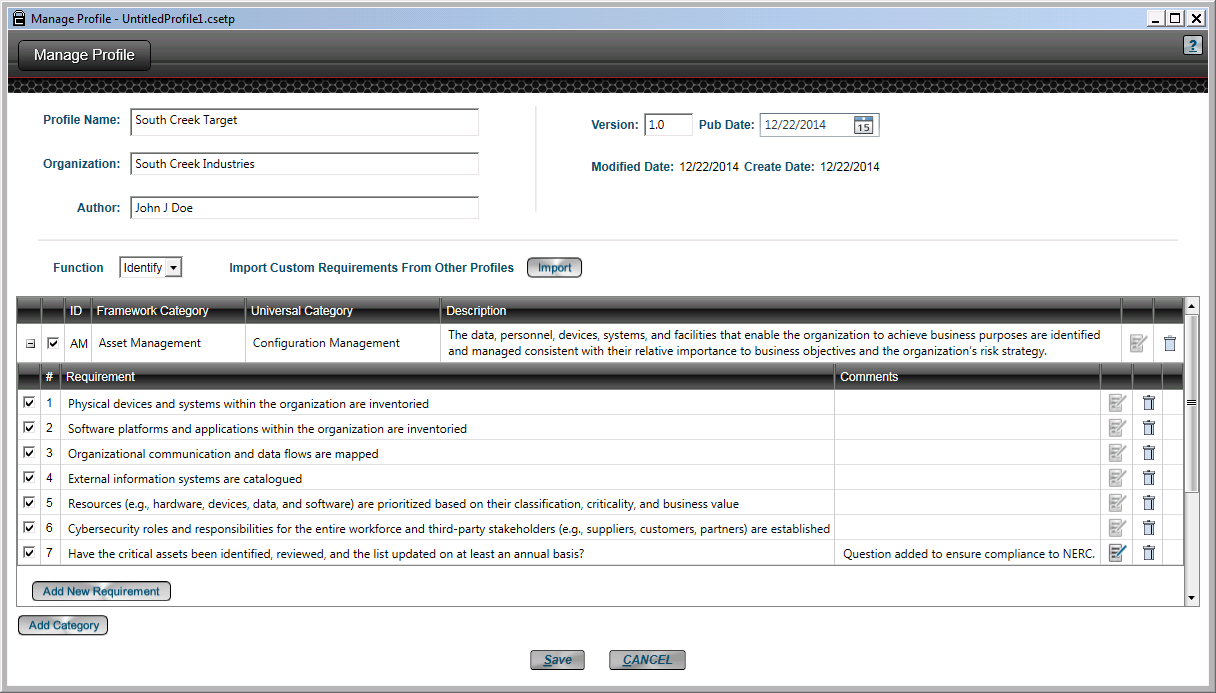 Manage Profile - UntitledProfile1.csetp
Manage Profile
?
Profile Name: South Creek Target
Version: 1.0 Pub Date: 12/22/2014 15
Organization: South Creek Industries
Modified Date: 12/22/2014 Create Date: 12/22/2014
Author: John J Doe
Function Identify Import Custom Requirements From Other Profiles Import
ID Framework Category Universal Category Description
AM Asset Management Configuration Management The data, personnel, devices, systems, and facilities that enable the organization to achieve business purposes are identified
and managed consistent with their relative importance to business objectives and the organization's risk strategy.
# Requirement Comments
1 Physical devices and systems within the organization are inventoried
2 Software platforms and applications within the organization are inventoried
3 Organizational communication and data flows are mapped
4 External information systems are catalogued
5 Resources (e.g., hardware, devices, data, and software) are prioritized based on their classification, criticality, and business value
6 Cybersecurity roles and responsibilities for the entire workforce and third-party stakeholders (e.g., suppliers, customers, partners) are established
7 Have the critical assets been identified, reviewed, and the list updated on at least an annual basis? Question added to ensure compliance to NERC.
Add New Requirement
Add Category
Save CANCEL